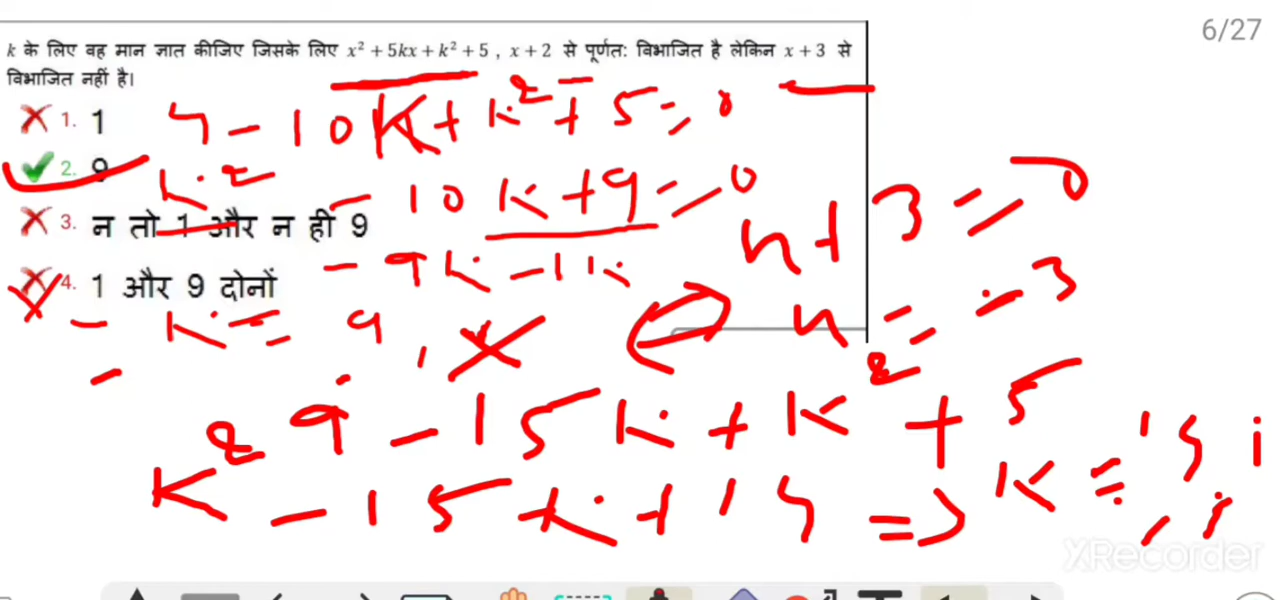 6/27
k के लिए वह मान ज्ञात कीजिए जिसके लिए x² + 5kx + k² + 5 , x + 2 से पूर्णत: विभाजित है लेकिन x + 3 से
विभाजित नहीं है।
1. 1
4 - 10K + k² + 5 = 0
2. 9
k² - 10k + 9 = 0
3. न तो 1 और न ही 9
n + 3 = 0
- 9k - 1k
4. 1 और 9 दोनों
k = 9, 1
n = -3
9 - 15k + k² + 5
k² - 15k + 14 => k = 14, 1
XRecorder